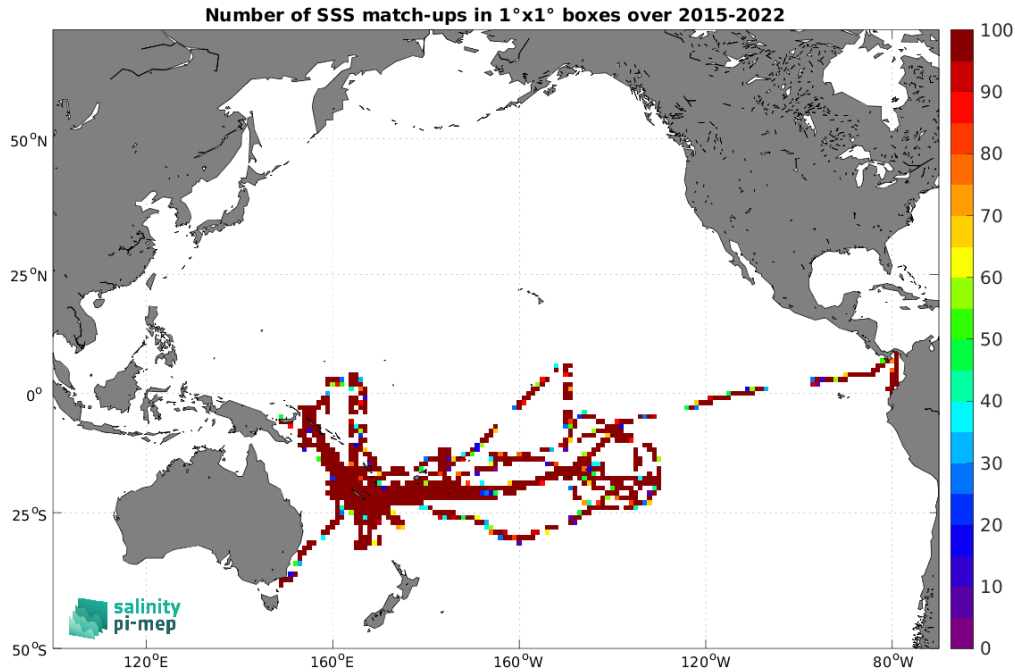 Number of SSS match-ups in 1°x1° boxes over 2015-2022
100
90
80
70
60
50
40
30
20
10
0
50°N
25°N
0°
25°S
50°S
120°E
160°E
160°W
120°W
80°W
salinity
pi-mep